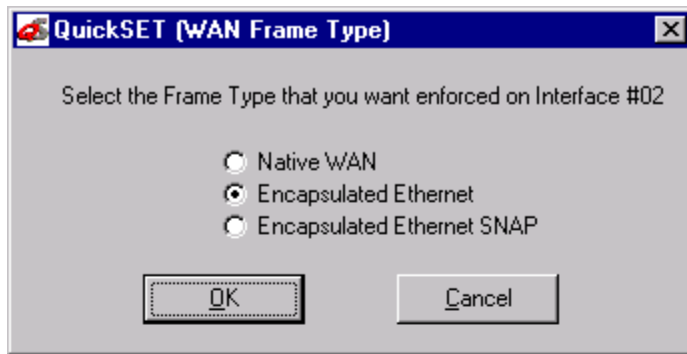 QuickSET (WAN Frame Type)
Select the Frame Type that you want enforced on Interface #02
Native WAN
Encapsulated Ethernet
Encapsulated Ethernet SNAP
OK Cancel